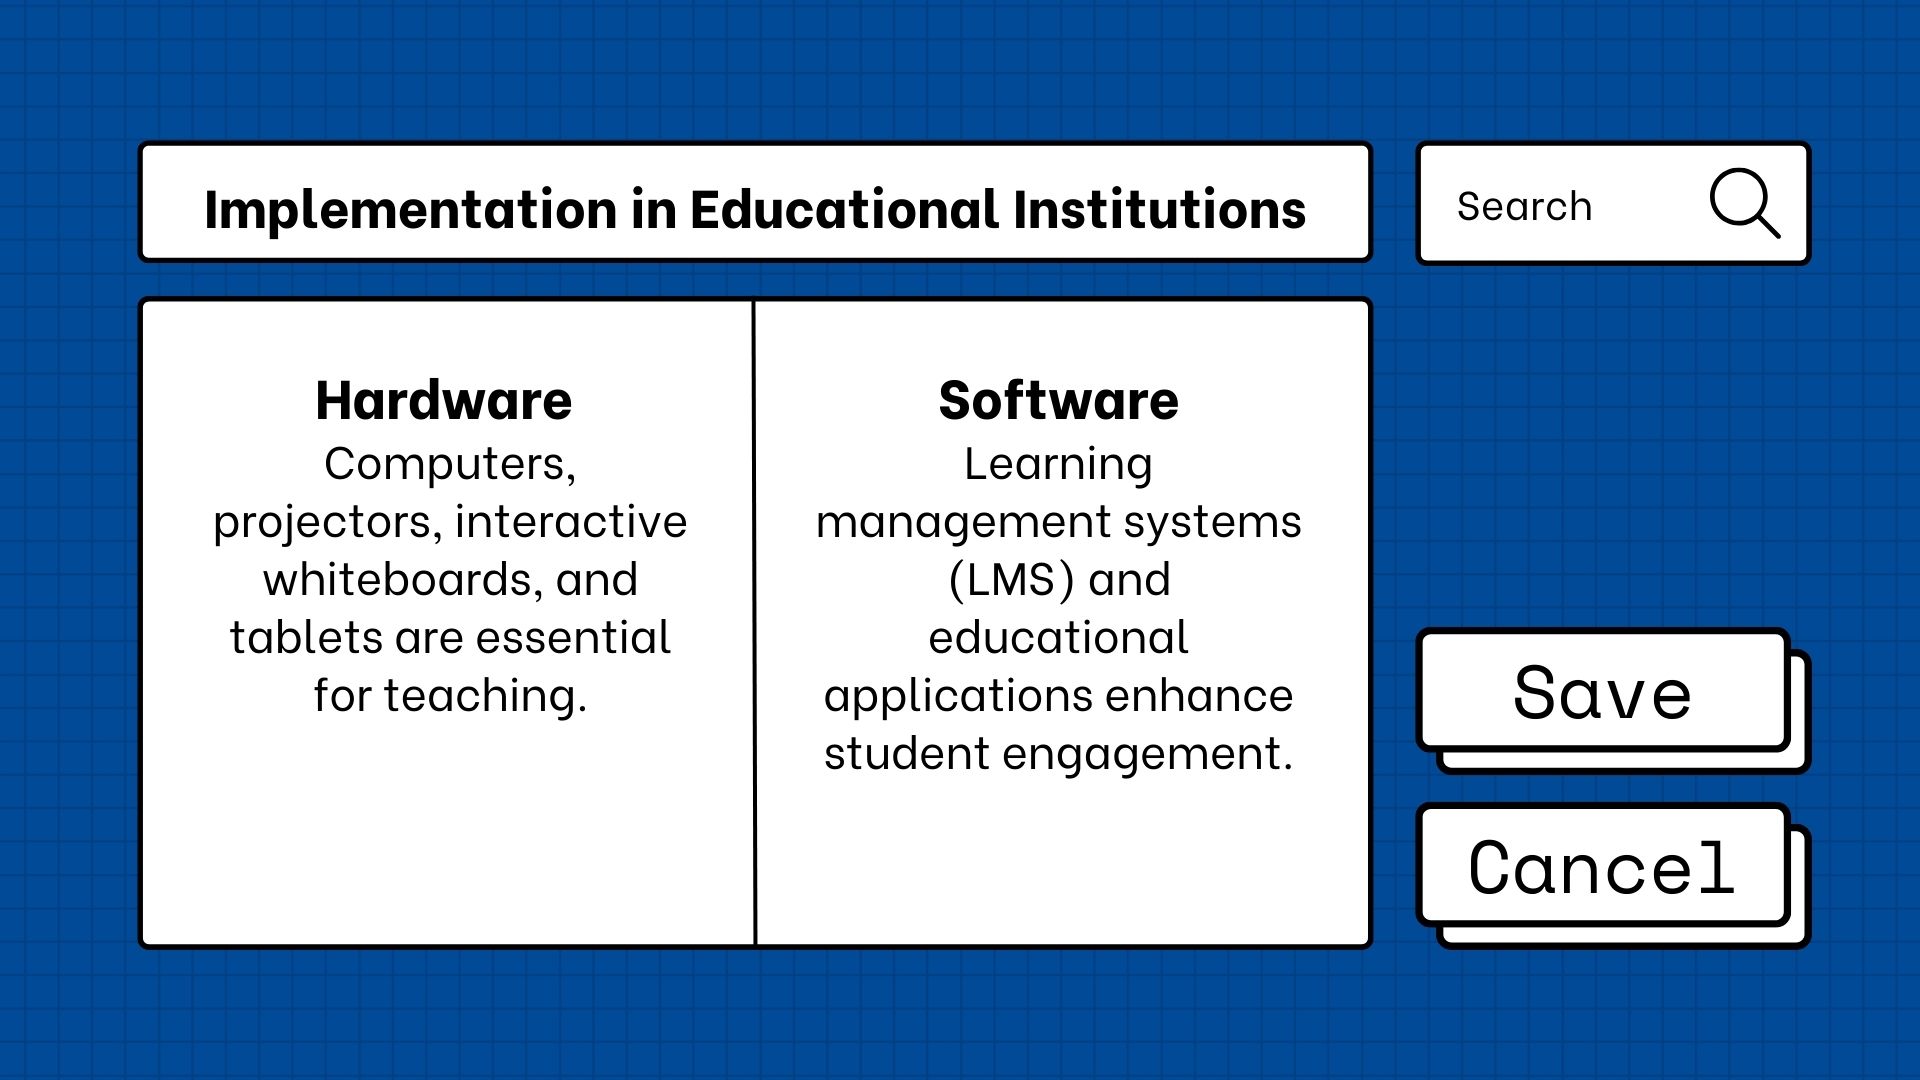 Implementation in Educational Institutions
Search
Hardware
Computers,
projectors, interactive
whiteboards, and
tablets are essential
for teaching.
Software
Learning
management systems
(LMS) and
educational
applications enhance
student engagement.
Save
Cancel